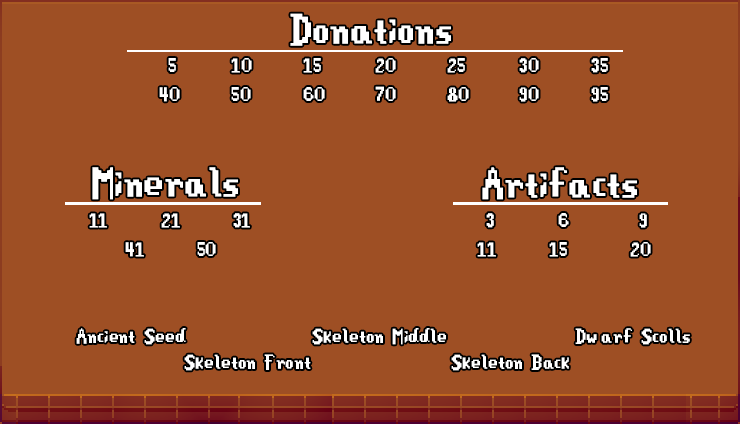 Donations
5 10 15 20 25 30 35
40 50 60 70 80 90 95
Minerals Artifacts
11 21 31 3 6 9
41 50 11 15 20
Ancient Seed Skeleton Middle Dwarf Scolls
Skeleton Front Skeleton Back